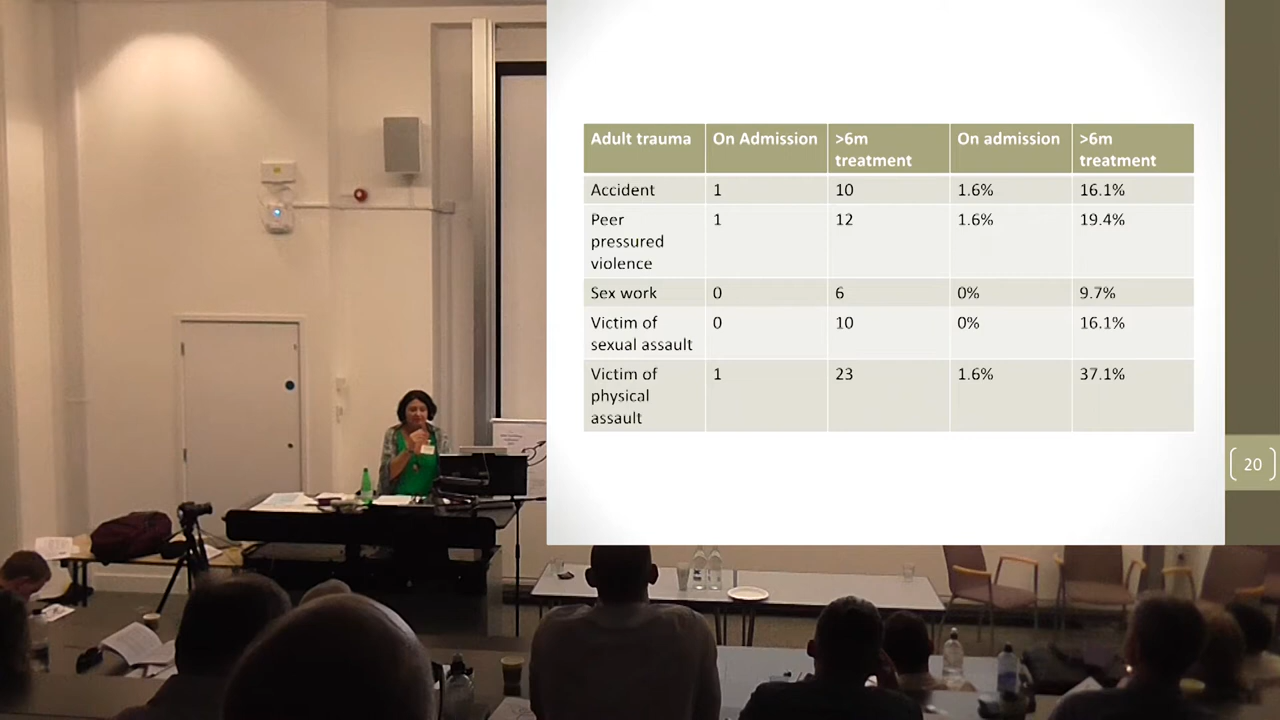 Adult trauma On Admission >6m treatment On admission >6m treatment
Accident 1 10 1.6% 16.1%
Peer pressured violence 1 12 1.6% 19.4%
Sex work 0 6 0% 9.7%
Victim of sexual assault 0 10 0% 16.1%
Victim of physical assault 1 23 1.6% 37.1%
20